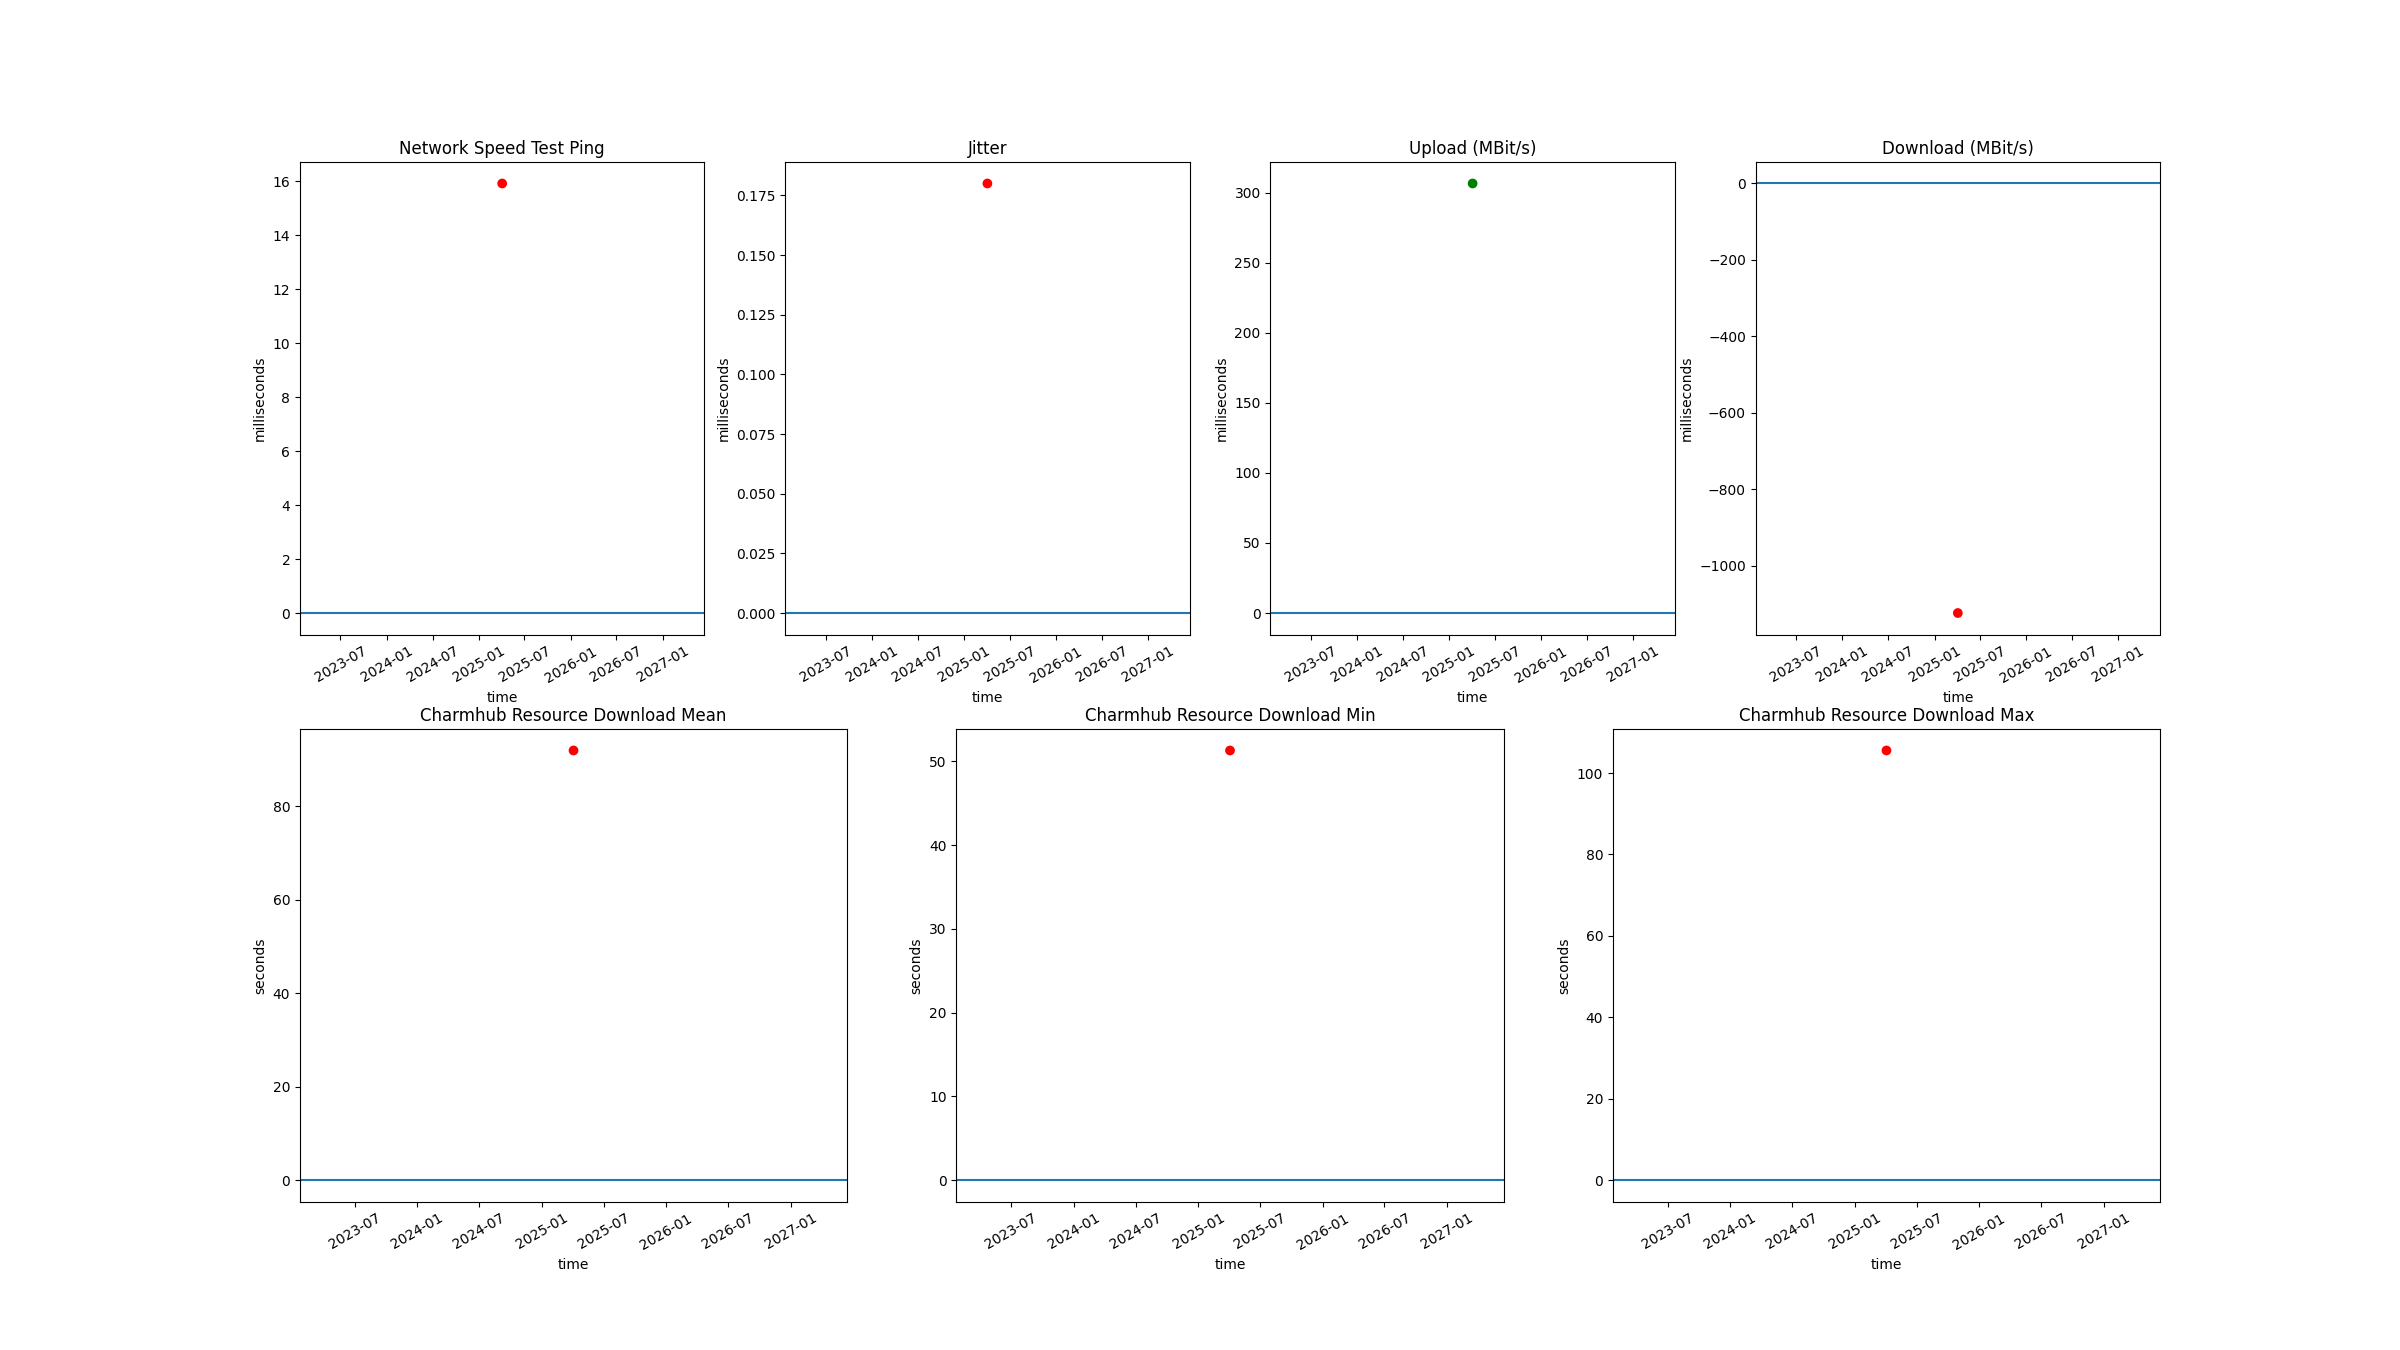 Network Speed Test Ping
16
14
12
10
8
6
4
2
0
milliseconds
2023-07 2024-01 2024-07 2025-01 2025-07 2026-01 2026-07 2027-01
time
Jitter
0.175
0.150
0.125
0.100
0.075
0.050
0.025
0.000
milliseconds
2023-07 2024-01 2024-07 2025-01 2025-07 2026-01 2026-07 2027-01
time
Upload (MBit/s)
300
250
200
150
100
50
0
milliseconds
2023-07 2024-01 2024-07 2025-01 2025-07 2026-01 2026-07 2027-01
time
Download (MBit/s)
0
−200
−400
−600
−800
−1000
milliseconds
2023-07 2024-01 2024-07 2025-01 2025-07 2026-01 2026-07 2027-01
time
Charmhub Resource Download Mean
80
60
40
20
0
seconds
2023-07 2024-01 2024-07 2025-01 2025-07 2026-01 2026-07 2027-01
time
Charmhub Resource Download Min
50
40
30
20
10
0
seconds
2023-07 2024-01 2024-07 2025-01 2025-07 2026-01 2026-07 2027-01
time
Charmhub Resource Download Max
100
80
60
40
20
0
seconds
2023-07 2024-01 2024-07 2025-01 2025-07 2026-01 2026-07 2027-01
time